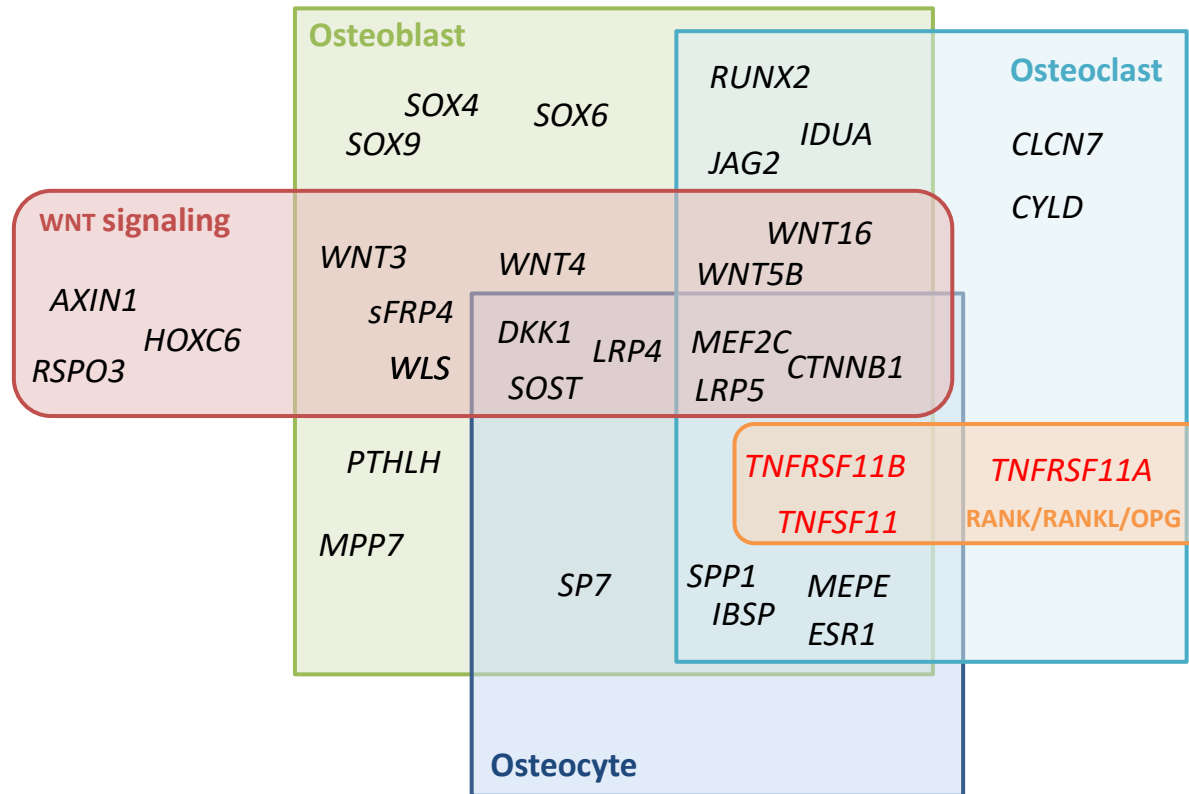 Osteoblast
Osteoclast
RUNX2
SOX4
SOX6
SOX9
IDUA
JAG2
CLCN7
CYLD
WNT signaling
WNT16
WNT3
WNT4
WNT5B
AXIN1
sFRP4
HOXC6
DKK1
LRP4
MEF2C
RSPO3
WLS
CTNNB1
SOST
LRP5
PTHLH
TNFRSF11B
TNFRSF11A
TNFSF11
RANK/RANKL/OPG
MPP7
SP7
SPP1
MEPE
IBSP
ESR1
Osteocyte